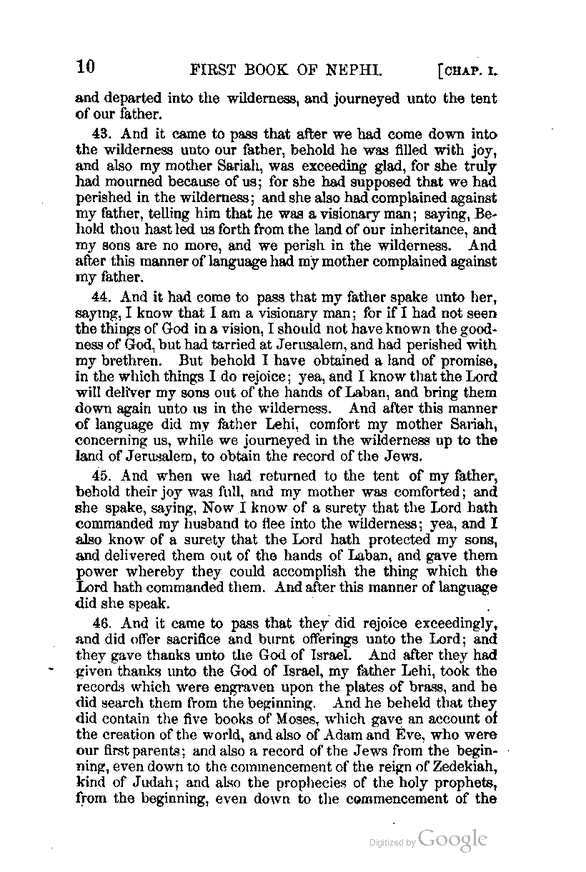 10 FIRST BOOK OF NEPHI. [CHAP. I.
and departed into the wilderness, and journeyed unto the tent
of our father.
43. And it came to pass that after we had come down into
the wilderness unto our father, behold he was filled with joy,
and also my mother Sariah, was exceeding glad, for she truly
had mourned because of us; for she had supposed that we had
perished in the wilderness; and she also had complained against
my father, telling him that he was a visionary man; saying, Be-
hold thou hast led us forth from the land of our inheritance, and
my sons are no more, and we perish in the wilderness. And
after this manner of language had my mother complained against
my father.
44. And it had come to pass that my father spake unto her,
saying, I know that I am a visionary man; for if I had not seen
the things of God in a vision, I should not have known the good-
ness of God, but had tarried at Jerusalem, and had perished with
my brethren. But behold I have obtained a land of promise,
in the which things I do rejoice; yea, and I know that the Lord
will deliver my sons out of the hands of Laban, and bring them
down again unto us in the wilderness. And after this manner
of language did my father Lehi, comfort my mother Sariah,
concerning us, while we journeyed in the wilderness up to the
land of Jerusalem, to obtain the record of the Jews.
45. And when we had returned to the tent of my father,
behold their joy was full, and my mother was comforted; and
she spake, saying, Now I know of a surety that the Lord hath
commanded my husband to flee into the wilderness; yea, and I
also know of a surety that the Lord hath protected my sons,
and delivered them out of the hands of Laban, and gave them
power whereby they could accomplish the thing which the
Lord hath commanded them. And after this manner of language
did she speak.
46. And it came to pass that they did rejoice exceedingly,
and did offer sacrifice and burnt offerings unto the Lord; and
they gave thanks unto the God of Israel. And after they had
given thanks unto the God of Israel, my father Lehi, took the
records which were engraven upon the plates of brass, and he
did search them from the beginning. And he beheld that they
did contain the five books of Moses, which gave an account of
the creation of the world, and also of Adam and Eve, who were
our first parents; and also a record of the Jews from the begin-
ning, even down to the commencement of the reign of Zedekiah,
kind of Judah; and also the prophecies of the holy prophets,
from the beginning, even down to the commencement of the
Digitized by Google